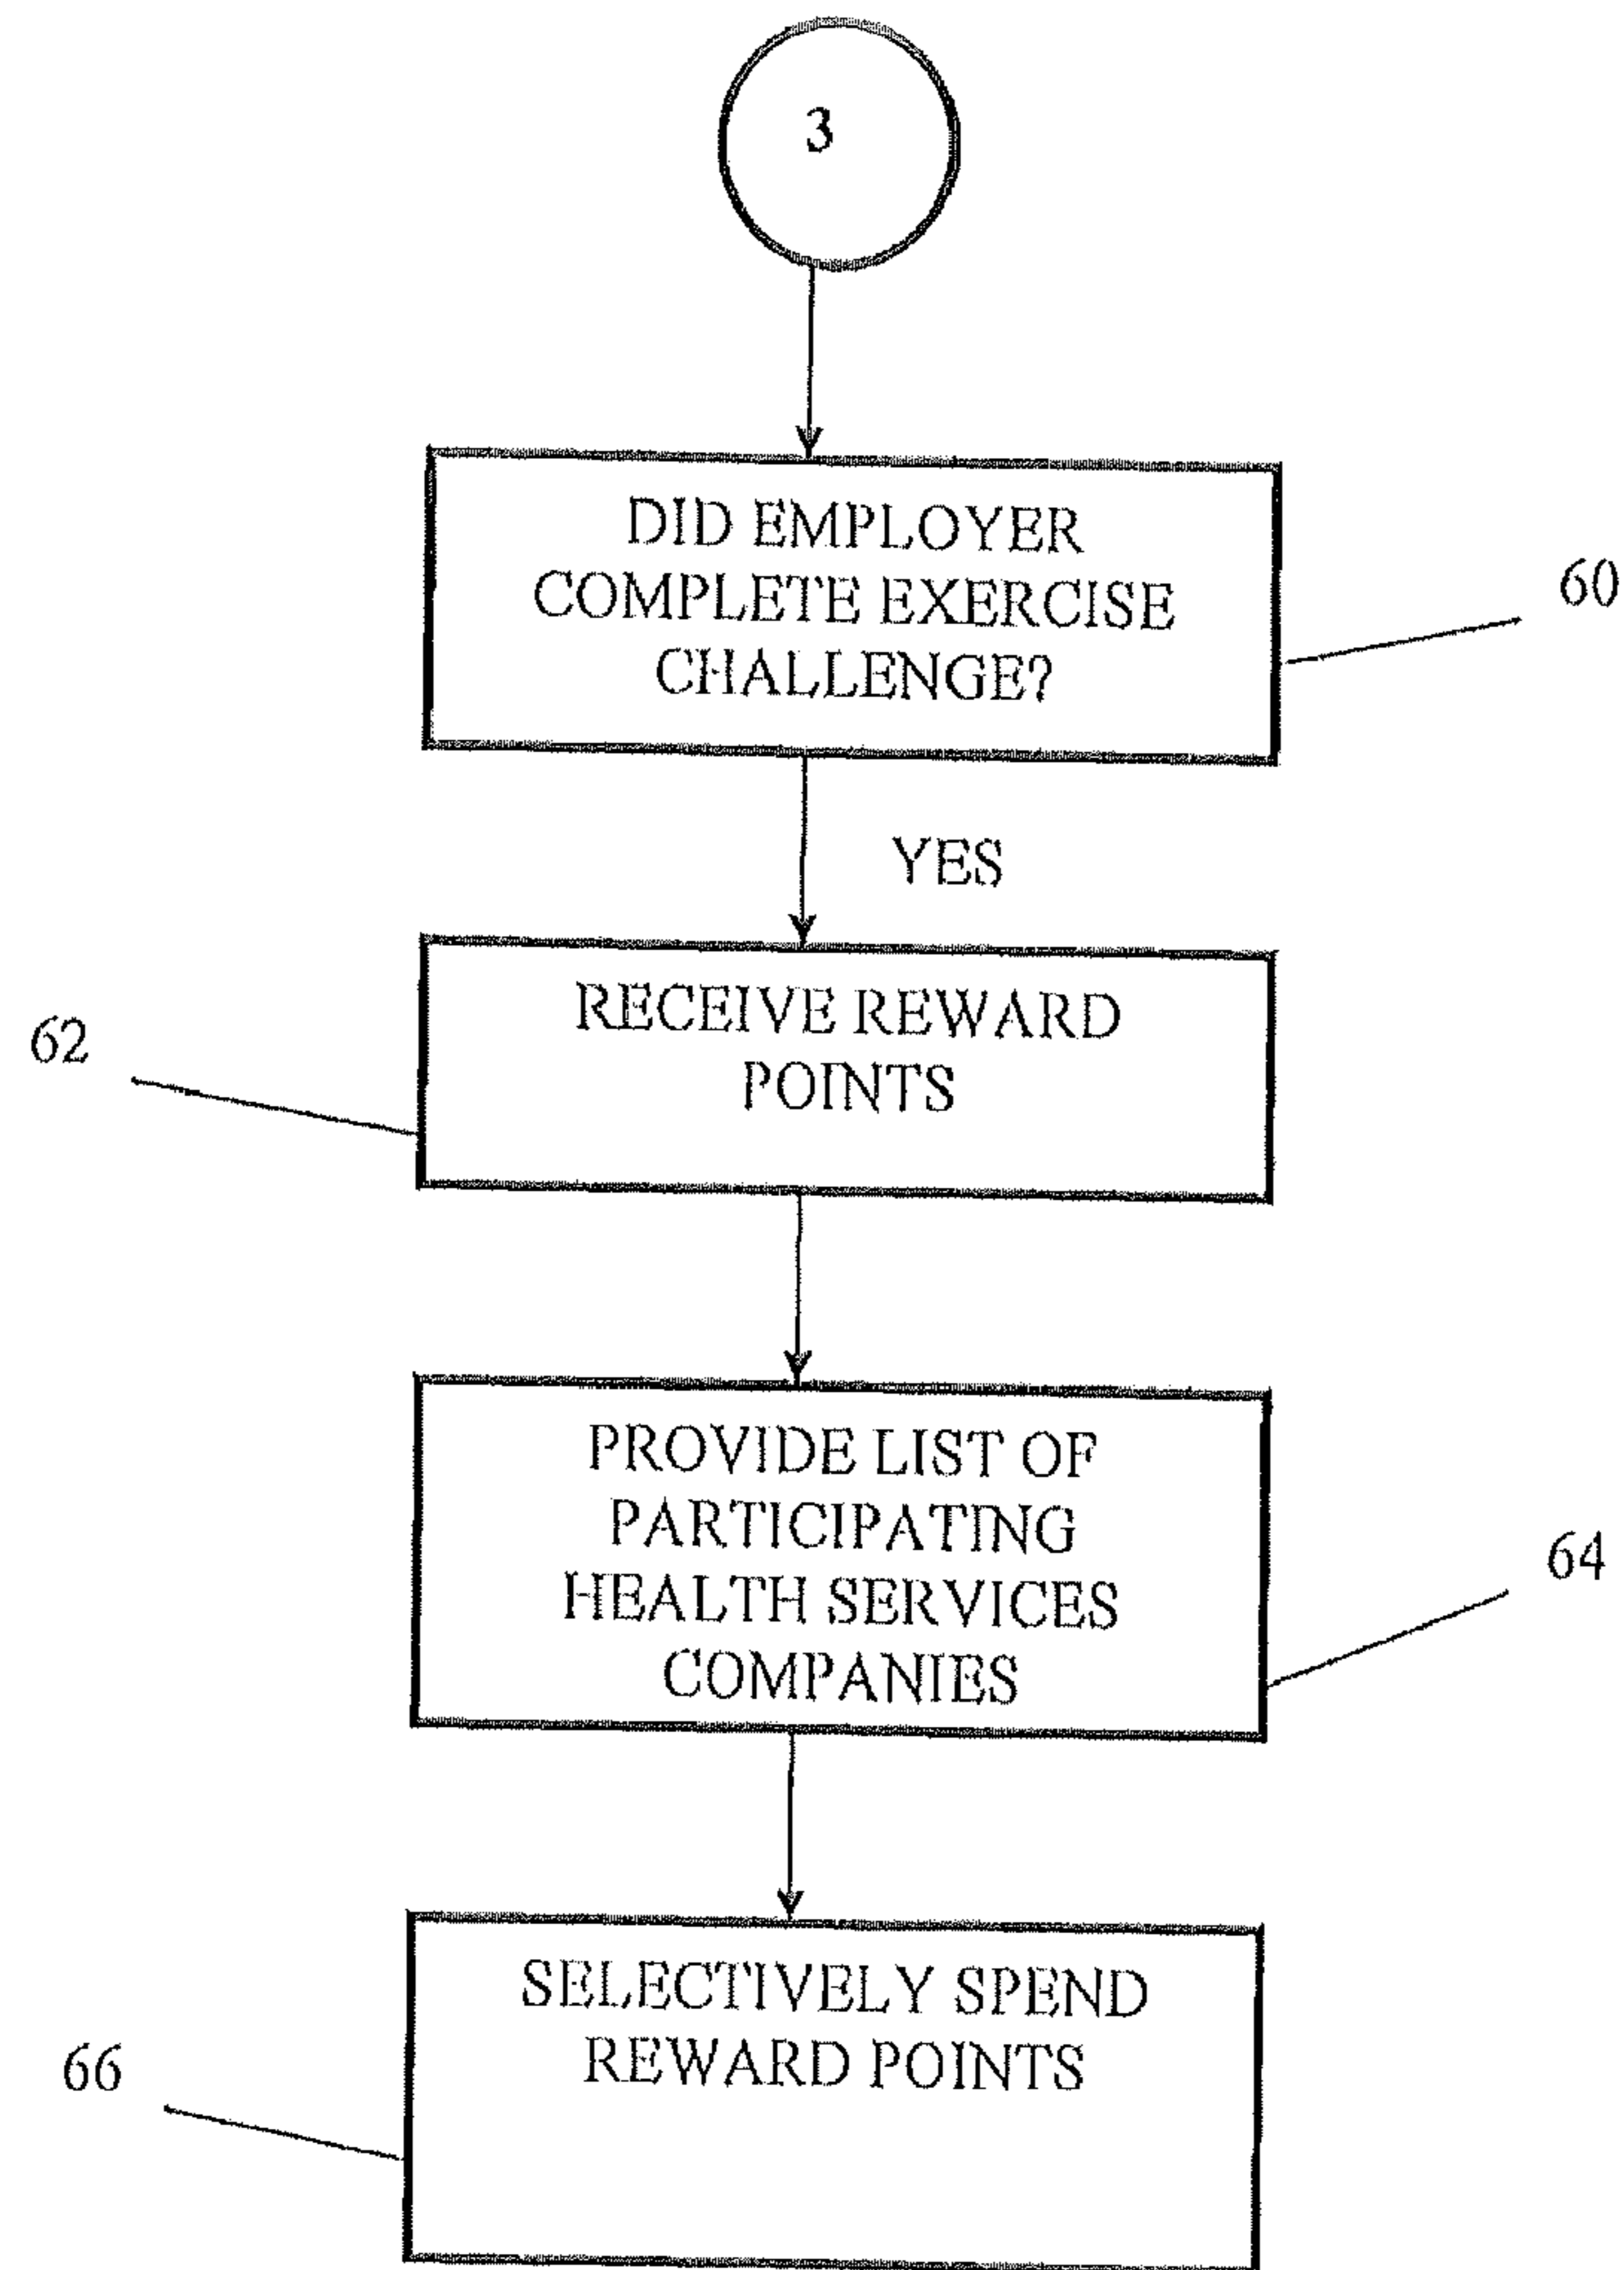 3
DID EMPLOYER
COMPLETE EXERCISE
CHALLENGE?
60
YES
RECEIVE REWARD
POINTS
62
PROVIDE LIST OF
PARTICIPATING
HEALTH SERVICES
COMPANIES
64
SELECTIVELY SPEND
REWARD POINTS
66